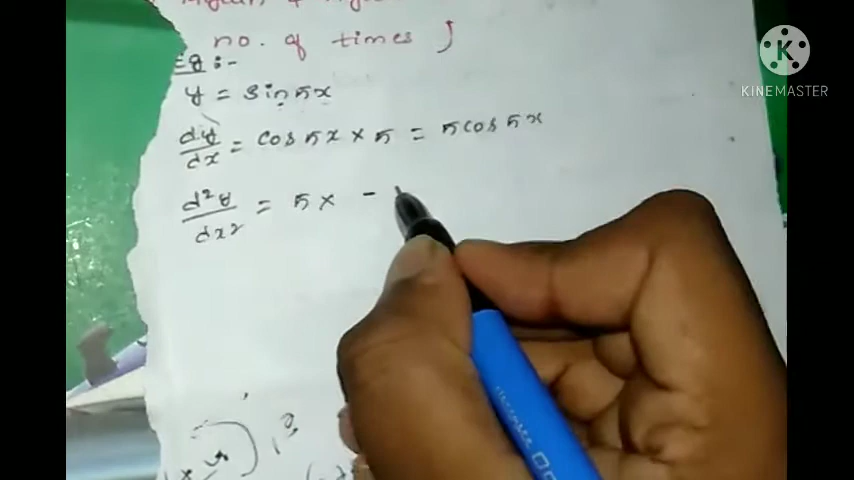 no. of times )
Eg :-
y = sin 5x
dy/dx = cos 5x × 5 = 5 cos 5x
d²y/dx² = 5 × -
KINEMASTER